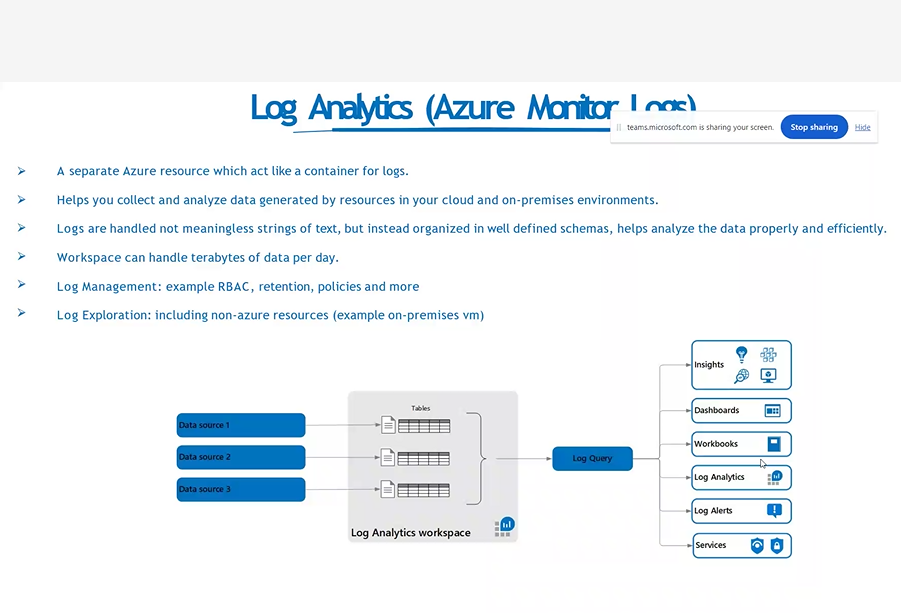 Log Analytics (Azure Monitor Logs)
teams.microsoft.com is sharing your screen.
Stop sharing
Hide
A separate Azure resource which act like a container for logs.
Helps you collect and analyze data generated by resources in your cloud and on-premises environments.
Logs are handled not meaningless strings of text, but instead organized in well defined schemas, helps analyze the data properly and efficiently.
Workspace can handle terabytes of data per day.
Log Management: example RBAC, retention, policies and more
Log Exploration: including non-azure resources (example on-premises vm)
Data source 1
Data source 2
Data source 3
Tables
Log Analytics workspace
Log Query
Insights
Dashboards
Workbooks
Log Analytics
Log Alerts
Services